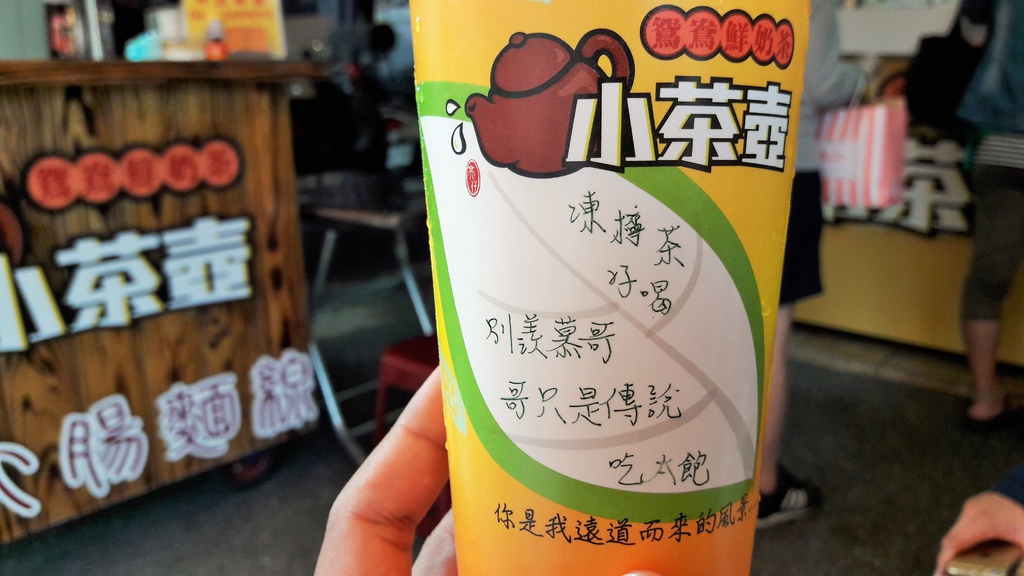 鴛鴦鮮奶茶
小茶壺
凍檸茶
好喝
別羨慕哥
哥只是傳說
吃太飽
你是我遠道而來的風景...
鴛鴦鮮奶茶
小茶壺
大腸麵線
茶